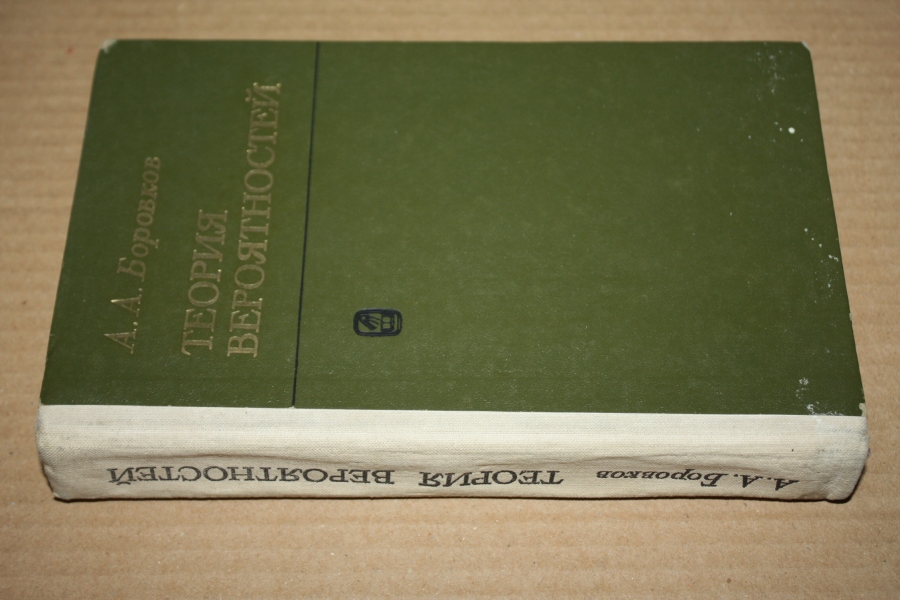 А. А. Боровков
ТЕОРИЯ
ВЕРОЯТНОСТЕЙ
А. А. Боровков ТЕОРИЯ ВЕРОЯТНОСТЕЙ